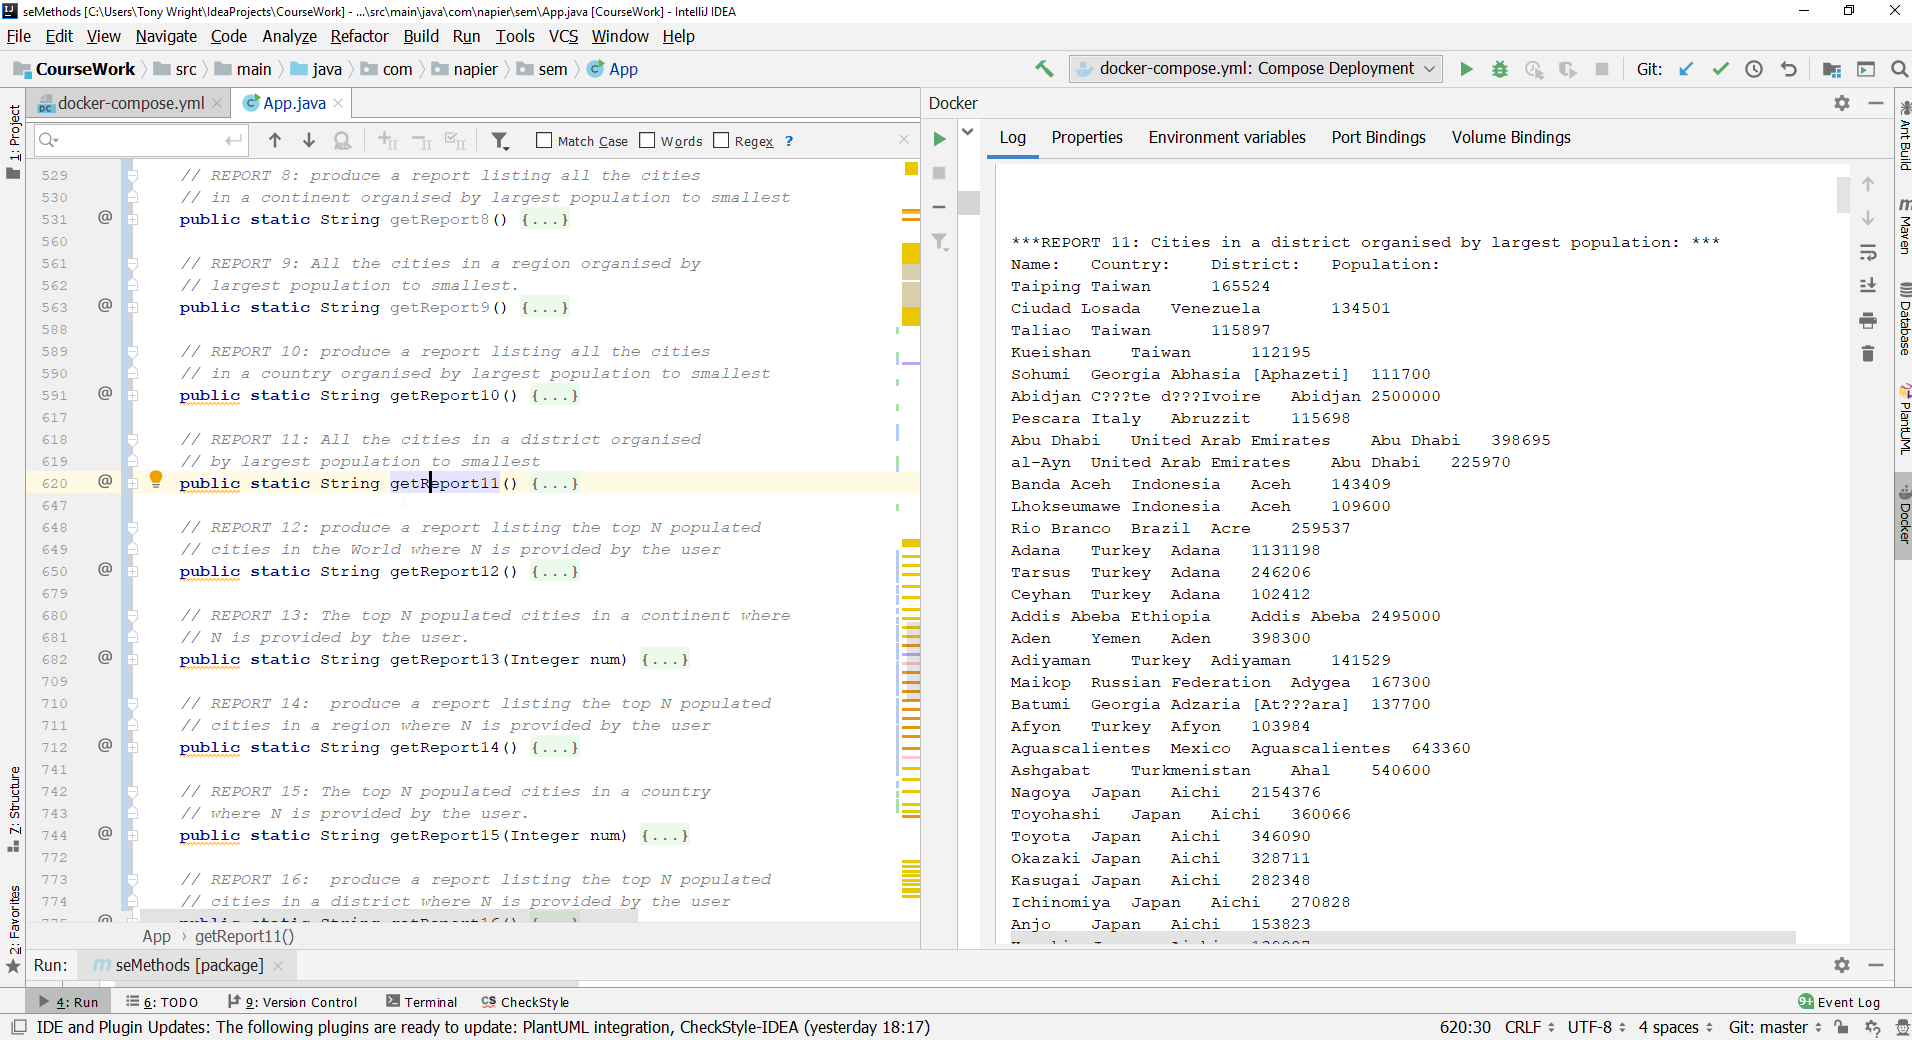 seMethods [C:\Users\Tony Wright\IdeaProjects\CourseWork] - ...\src\main\java\com\napier\sem\App.java [CourseWork] - IntelliJ IDEA
File Edit View Navigate Code Analyze Refactor Build Run Tools VCS Window Help
CourseWork src main java com napier sem App docker-compose.yml: Compose Deployment Git:
docker-compose.yml App.java
Match Case Words Regex ?
529 // REPORT 8: produce a report listing all the cities
530 // in a continent organised by largest population to smallest
531 @ public static String getReport8() {...}
560
561 // REPORT 9: All the cities in a region organised by
562 // largest population to smallest.
563 @ public static String getReport9() {...}
588
589 // REPORT 10: produce a report listing all the cities
590 // in a country organised by largest population to smallest
591 @ public static String getReport10() {...}
617
618 // REPORT 11: All the cities in a district organised
619 // by largest population to smallest
620 @ public static String getReport11() {...}
647
648 // REPORT 12: produce a report listing the top N populated
649 // cities in the World where N is provided by the user
650 @ public static String getReport12() {...}
679
680 // REPORT 13: The top N populated cities in a continent where
681 // N is provided by the user.
682 @ public static String getReport13(Integer num) {...}
709
710 // REPORT 14:  produce a report listing the top N populated
711 // cities in a region where N is provided by the user
712 @ public static String getReport14() {...}
741
742 // REPORT 15: The top N populated cities in a country
743 // where N is provided by the user.
744 @ public static String getReport15(Integer num) {...}
772
773 // REPORT 16:  produce a report listing the top N populated
774 // cities in a district where N is provided by the user
775 @ public static String getReport16() {...}
App › getReport11()
Docker
Log Properties Environment variables Port Bindings Volume Bindings
***REPORT 11: Cities in a district organised by largest population: ***
Name: Country: District: Population:
Taiping Taiwan 165524
Ciudad Losada Venezuela 134501
Taliao Taiwan 115897
Kueishan Taiwan 112195
Sohumi Georgia Abhasia [Aphazeti] 111700
Abidjan C???te d???Ivoire Abidjan 2500000
Pescara Italy Abruzzit 115698
Abu Dhabi United Arab Emirates Abu Dhabi 398695
al-Ayn United Arab Emirates Abu Dhabi 225970
Banda Aceh Indonesia Aceh 143409
Lhokseumawe Indonesia Aceh 109600
Rio Branco Brazil Acre 259537
Adana Turkey Adana 1131198
Tarsus Turkey Adana 246206
Ceyhan Turkey Adana 102412
Addis Abeba Ethiopia Addis Abeba 2495000
Aden Yemen Aden 398300
Adiyaman Turkey Adiyaman 141529
Maikop Russian Federation Adygea 167300
Batumi Georgia Adzaria [At???ara] 137700
Afyon Turkey Afyon 103984
Aguascalientes Mexico Aguascalientes 643360
Ashgabat Turkmenistan Ahal 540600
Nagoya Japan Aichi 2154376
Toyohashi Japan Aichi 360066
Toyota Japan Aichi 346090
Okazaki Japan Aichi 328711
Kasugai Japan Aichi 282348
Ichinomiya Japan Aichi 270828
Anjo Japan Aichi 153823
1: Project
7: Structure
2: Favorites
Ant Build
Maven
Database
PlantUML
Docker
Run: seMethods [package]
4: Run 6: TODO 9: Version Control Terminal CheckStyle 9+ Event Log
IDE and Plugin Updates: The following plugins are ready to update: PlantUML integration, CheckStyle-IDEA (yesterday 18:17) 620:30 CRLF UTF-8 4 spaces Git: master